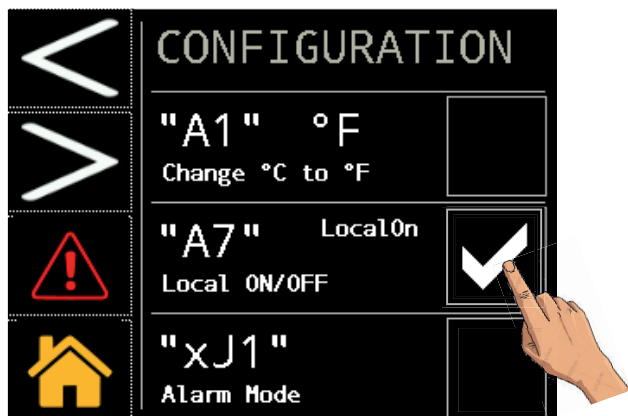 CONFIGURATION
"A1" °F
Change °C to °F
"A7" LocalOn
Local ON/OFF
"xJ1"
Alarm Mode